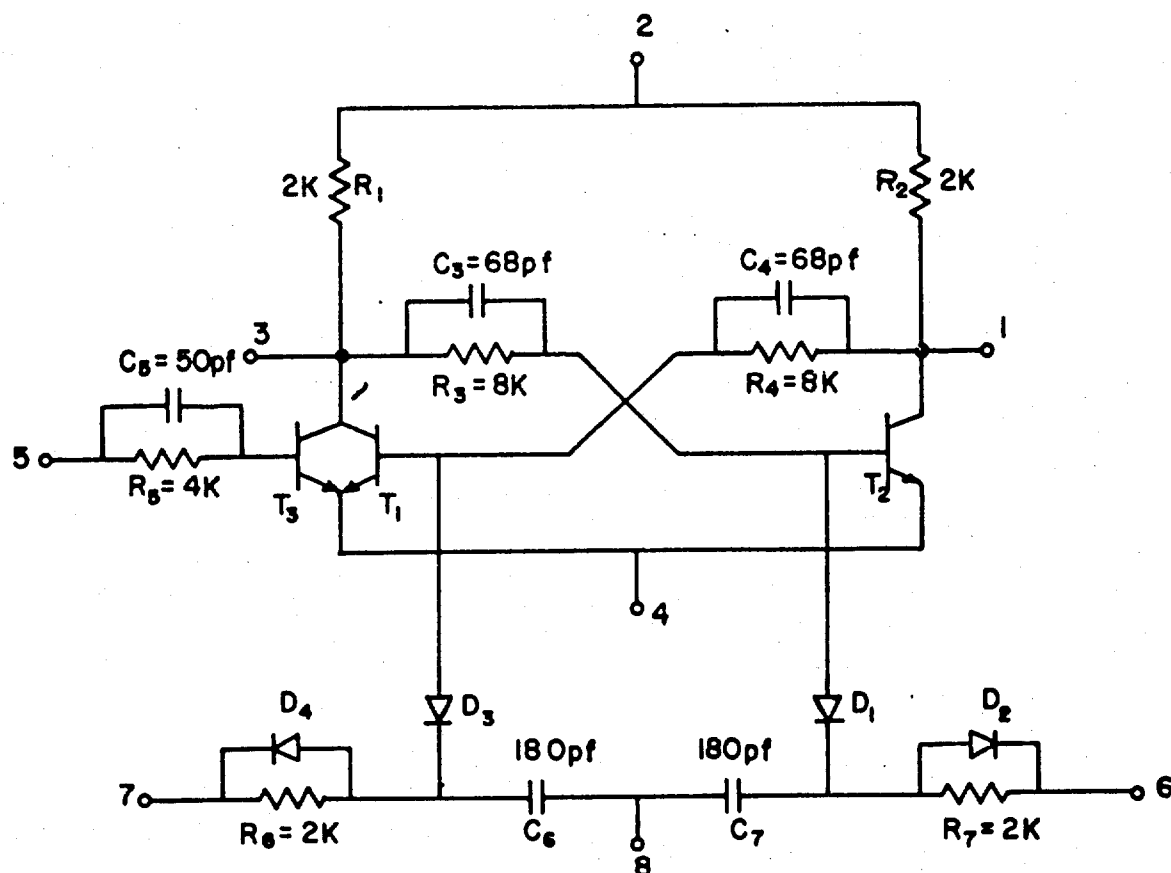 2
2K R₁
R₂ 2K
C₃=68pf
C₄=68pf
3
1
C₅=50pf
R₃=8K
R₄=8K
5
R₅=4K
T₃
T₁
T₂
4
D₄
D₃
D₁
D₂
180pf
180pf
7
6
R₆=2K
C₆
C₇
R₇=2K
8